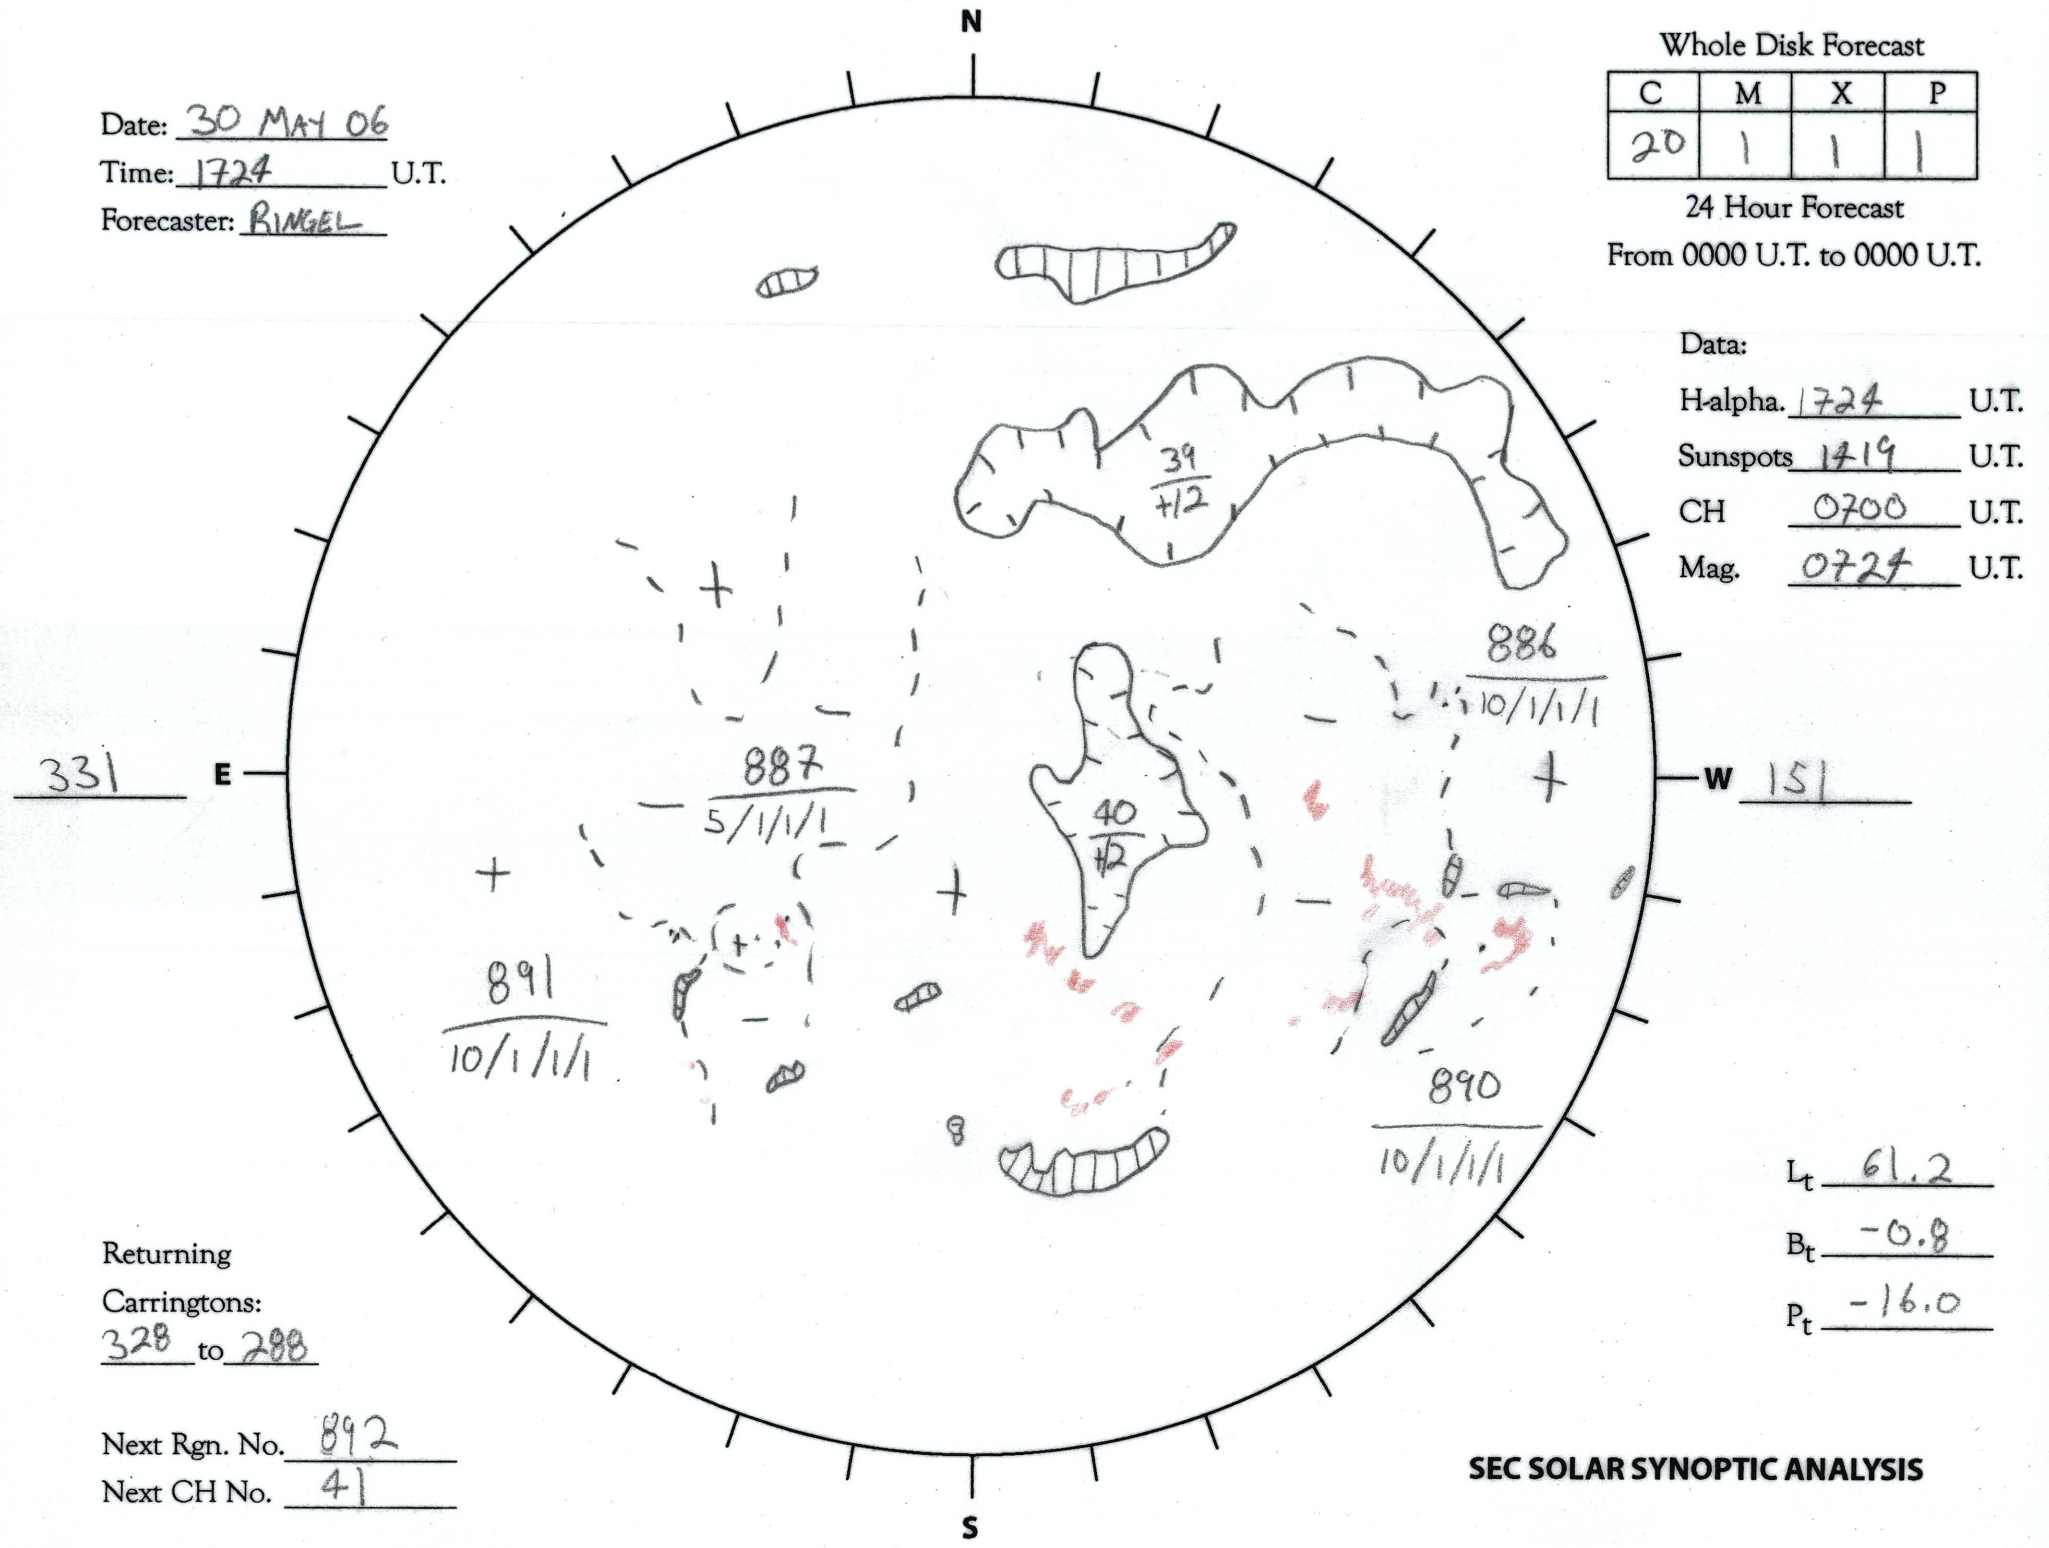 N
Date: 30 MAY 06
Time: 1724 U.T.
Forecaster: RINGEL
Whole Disk Forecast
C M X P
20 1 1 1
24 Hour Forecast
From 0000 U.T. to 0000 U.T.
Data:
H-alpha. 1724 U.T.
Sunspots 1419 U.T.
CH 0700 U.T.
Mag. 0724 U.T.
39
+12
+
886
10/1/1/1
−
−
887
5/1/1/1
−
331 E
W 151
+
40
+12
+
+
−
+
891
10/1/1/1
−
890
10/1/1/1
Lt 61.2
Bt -0.8
Pt -16.0
Returning
Carringtons:
328 to 288
Next Rgn. No. 892
Next CH No. 41
SEC SOLAR SYNOPTIC ANALYSIS
S